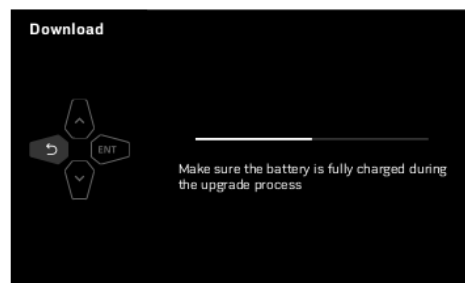 Download
ENT
Make sure the battery is fully charged during
the upgrade process